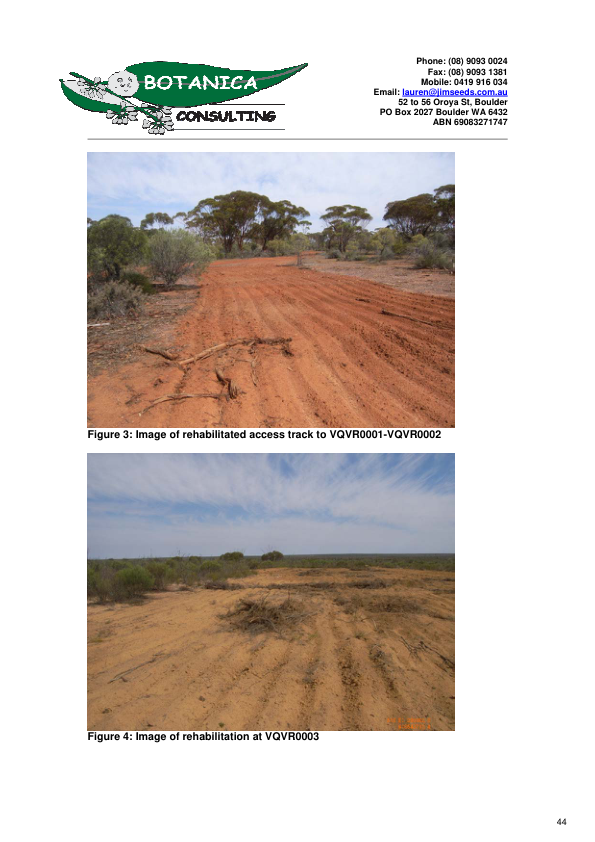 BOTANICA
CONSULTING
Phone: (08) 9093 0024
Fax: (08) 9093 1381
Mobile: 0419 916 034
Email: lauren@jimseeds.com.au
52 to 56 Oroya St, Boulder
PO Box 2027 Boulder WA 6432
ABN 69083271747
Figure 3: Image of rehabilitated access track to VQVR0001-VQVR0002
Figure 4: Image of rehabilitation at VQVR0003
44